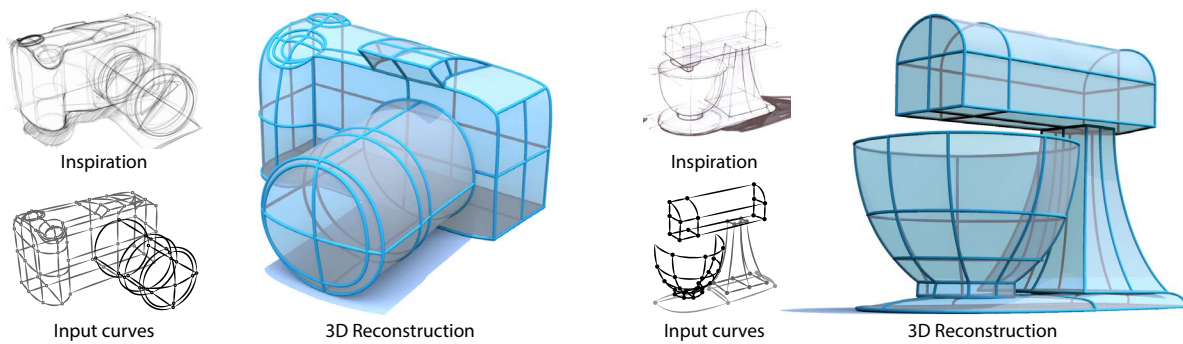 Inspiration
Input curves
3D Reconstruction
Inspiration
Input curves
3D Reconstruction